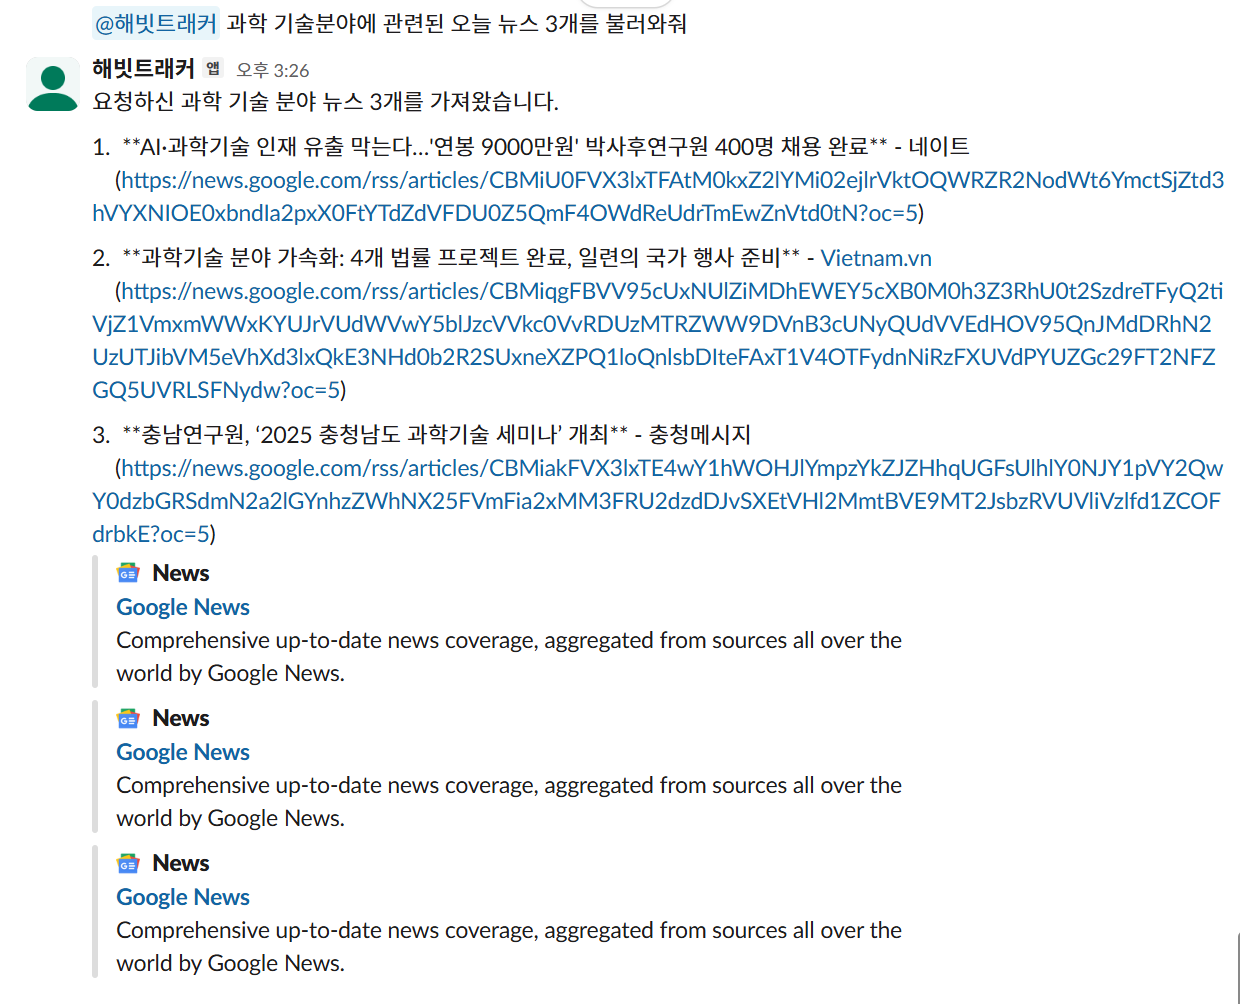 @해빗트래커 과학 기술분야에 관련된 오늘 뉴스 3개를 불러와줘
해빗트래커 앱 오후 3:26
요청하신 과학 기술 분야 뉴스 3개를 가져왔습니다.
1. **AI·과학기술 인재 유출 막는다...'연봉 9000만원' 박사후연구원 400명 채용 완료** - 네이트
(https://news.google.com/rss/articles/CBMiU0FVX3lxTFAtM0kxZ2lYMi02ejlrVktOQWRZR2NodWt6YmctSjZtd3
hVYXNIOE0xbndIa2pxX0FtYTdZdVFDU0Z5QmF4OWdReUdrTmEwZnVtd0tN?oc=5)
2. **과학기술 분야 가속화: 4개 법률 프로젝트 완료, 일련의 국가 행사 준비** - Vietnam.vn
(https://news.google.com/rss/articles/CBMiqgFBVV95cUxNUlZiMDhEWEY5cXB0M0h3Z3RhU0t2SzdreTFyQ2ti
VjZ1VmxmWWxKYUJrVUdWVwY5blJzcVVkc0VvRDUzMTRZWW9DVnB3cUNyQUdVVEdHOV95QnJMdDRhN2
UzUTJibVM5eVhXd3lxQkE3NHd0b2R2SUxneXZPQ1loQnlsbDIteFAxT1V4OTFydnNiRzFXUVdPYUZGc29FT2NFZ
GQ5UVRLSFNydw?oc=5)
3. **충남연구원, ‘2025 충청남도 과학기술 세미나’ 개최** - 충청메시지
(https://news.google.com/rss/articles/CBMiakFVX3lxTE4wY1hWOHJlYmpzYkZJZHhqUGFsUlhlY0NJY1pVY2Qw
Y0dzbGRSdmN2a2lGYnhzZWhNX25FVmFia2xMM3FRU2dzdDJvSXEtVHl2MmtBVE9MT2JsbzRVUVliVzlfd1ZCOF
drbkE?oc=5)
News
Google News
Comprehensive up-to-date news coverage, aggregated from sources all over the
world by Google News.
News
Google News
Comprehensive up-to-date news coverage, aggregated from sources all over the
world by Google News.
News
Google News
Comprehensive up-to-date news coverage, aggregated from sources all over the
world by Google News.